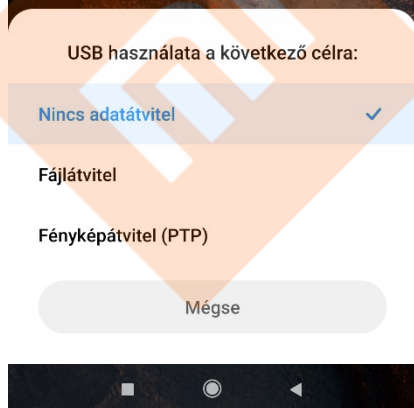 USB használata a következő célra:
Nincs adatátvitel
Fájlátvitel
Fényképátvitel (PTP)
Mégse